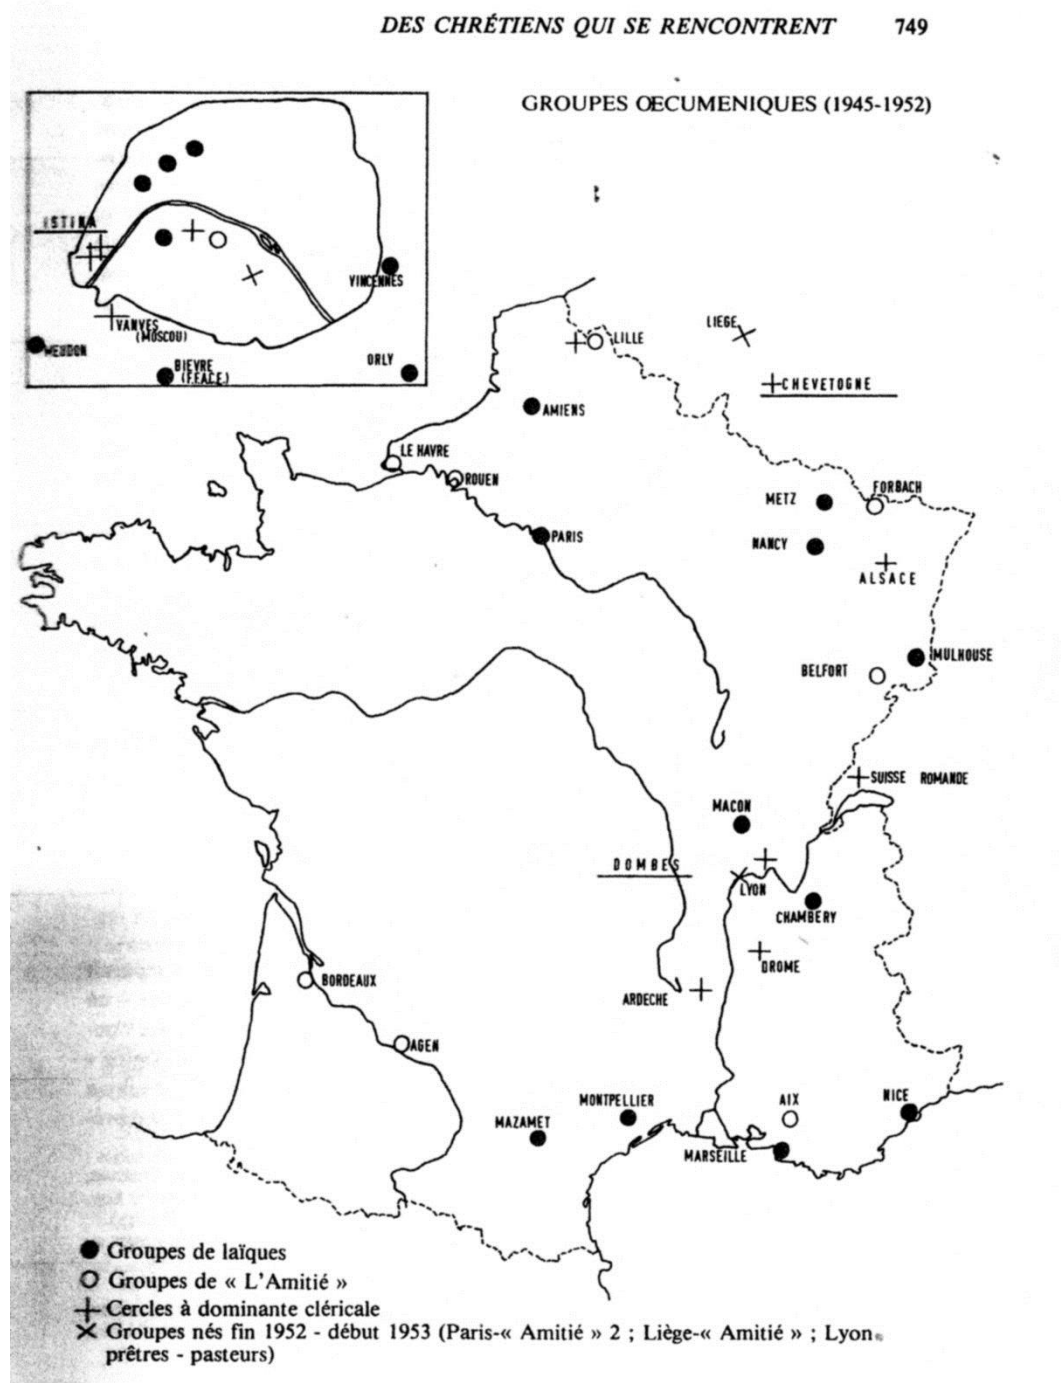 DES CHRÉTIENS QUI SE RENCONTRENT 749
GROUPES ŒCUMENIQUES (1945-1952)
ISTINA
VINCENNES
VANVES
(MOSCOU)
MEUDON
BIEVRE
(F.F.A.C.E.)
ORLY
LILLE
LIEGE
CHEVETOGNE
AMIENS
LE HAVRE
ROUEN
PARIS
METZ
FORBACH
NANCY
ALSACE
MULHOUSE
BELFORT
SUISSE ROMANDE
MACON
DOMBES
LYON
CHAMBERY
DROME
ARDECHE
BORDEAUX
AGEN
MONTPELLIER
MAZAMET
AIX
NICE
MARSEILLE
Groupes de laïques
Groupes de « L'Amitié »
Cercles à dominante cléricale
Groupes nés fin 1952 - début 1953 (Paris-« Amitié » 2 ; Liège-« Amitié » ; Lyon
prêtres - pasteurs)